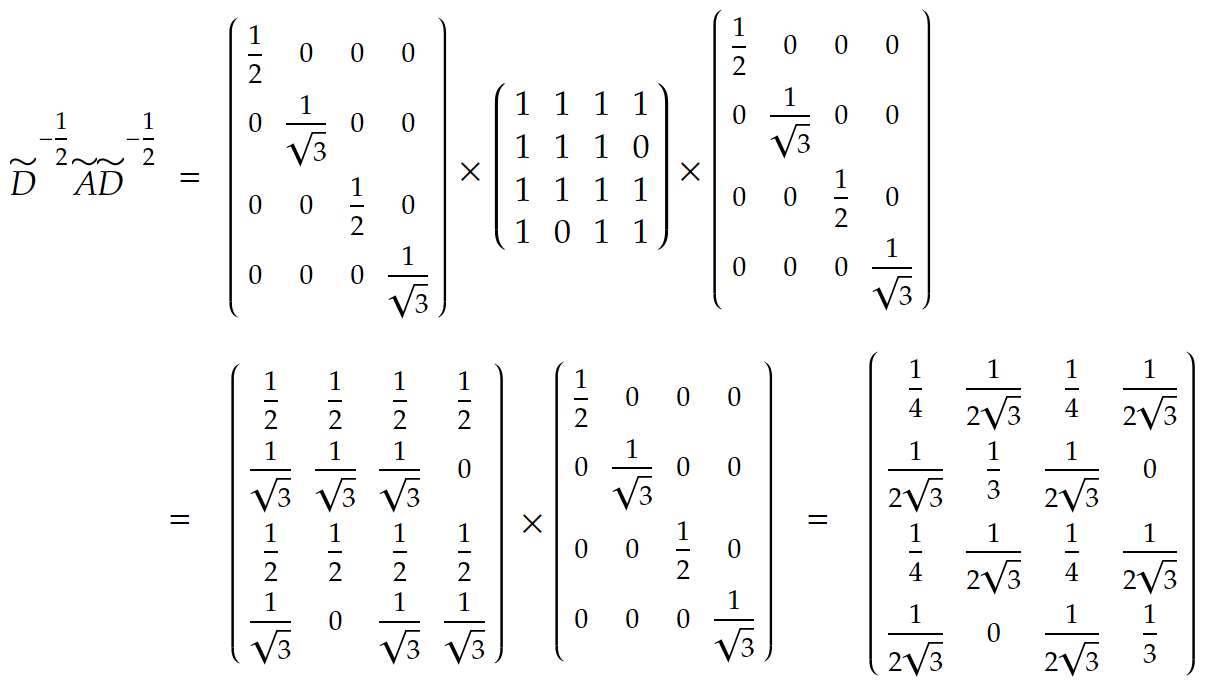 $\widetilde{D}^{-\frac{1}{2}}\widetilde{A}\widetilde{D}^{-\frac{1}{2}} = \begin{pmatrix} \frac{1}{2} & 0 & 0 & 0 \\ 0 & \frac{1}{\sqrt{3}} & 0 & 0 \\ 0 & 0 & \frac{1}{2} & 0 \\ 0 & 0 & 0 & \frac{1}{\sqrt{3}} \end{pmatrix} \times \begin{pmatrix} 1 & 1 & 1 & 1 \\ 1 & 1 & 1 & 0 \\ 1 & 1 & 1 & 1 \\ 1 & 0 & 1 & 1 \end{pmatrix} \times \begin{pmatrix} \frac{1}{2} & 0 & 0 & 0 \\ 0 & \frac{1}{\sqrt{3}} & 0 & 0 \\ 0 & 0 & \frac{1}{2} & 0 \\ 0 & 0 & 0 & \frac{1}{\sqrt{3}} \end{pmatrix}$
$= \begin{pmatrix} \frac{1}{2} & \frac{1}{2} & \frac{1}{2} & \frac{1}{2} \\ \frac{1}{\sqrt{3}} & \frac{1}{\sqrt{3}} & \frac{1}{\sqrt{3}} & 0 \\ \frac{1}{2} & \frac{1}{2} & \frac{1}{2} & \frac{1}{2} \\ \frac{1}{\sqrt{3}} & 0 & \frac{1}{\sqrt{3}} & \frac{1}{\sqrt{3}} \end{pmatrix} \times \begin{pmatrix} \frac{1}{2} & 0 & 0 & 0 \\ 0 & \frac{1}{\sqrt{3}} & 0 & 0 \\ 0 & 0 & \frac{1}{2} & 0 \\ 0 & 0 & 0 & \frac{1}{\sqrt{3}} \end{pmatrix} = \begin{pmatrix} \frac{1}{4} & \frac{1}{2\sqrt{3}} & \frac{1}{4} & \frac{1}{2\sqrt{3}} \\ \frac{1}{2\sqrt{3}} & \frac{1}{3} & \frac{1}{2\sqrt{3}} & 0 \\ \frac{1}{4} & \frac{1}{2\sqrt{3}} & \frac{1}{4} & \frac{1}{2\sqrt{3}} \\ \frac{1}{2\sqrt{3}} & 0 & \frac{1}{2\sqrt{3}} & \frac{1}{3} \end{pmatrix}$